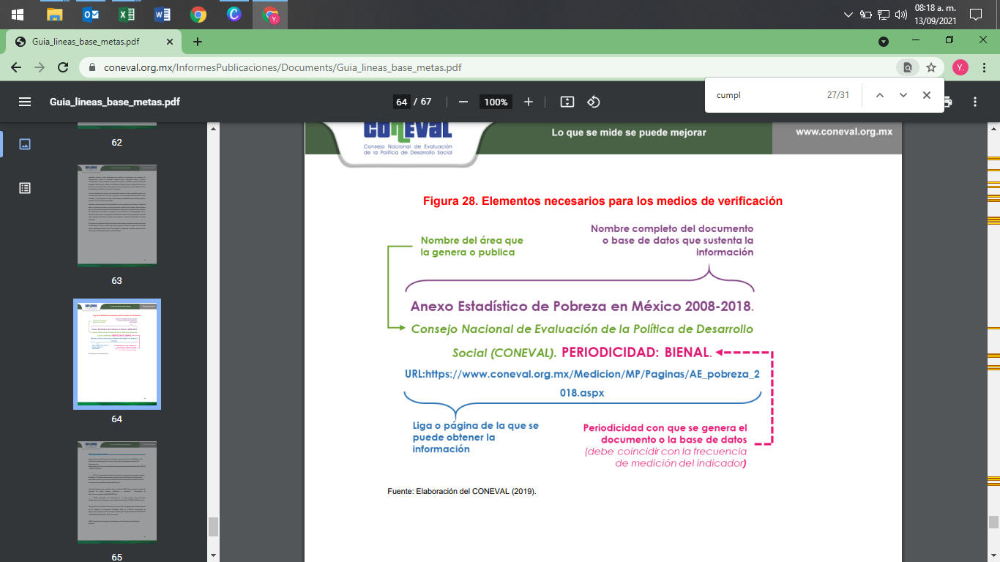 08:18 a. m.
13/09/2021
Guia_lineas_base_metas.pdf
coneval.org.mx/InformesPublicaciones/Documents/Guia_lineas_base_metas.pdf
Y.
Guia_lineas_base_metas.pdf
64 / 67
100%
cumpl
27/31
62
63
64
65
CONEVAL
Consejo Nacional de Evaluación
de la Política de Desarrollo Social
Lo que se mide se puede mejorar
www.coneval.org.mx
Figura 28. Elementos necesarios para los medios de verificación
Nombre del área que
la genera o publica
Nombre completo del documento
o base de datos que sustenta la
información
Anexo Estadístico de Pobreza en México 2008-2018.
Consejo Nacional de Evaluación de la Política de Desarrollo
Social (CONEVAL). PERIODICIDAD: BIENAL.
URL:https://www.coneval.org.mx/Medicion/MP/Paginas/AE_pobreza_2
018.aspx
Liga o página de la que se
puede obtener la
información
Periodicidad con que se genera el
documento o la base de datos
(debe coincidir con la frecuencia
de medición del indicador)
Fuente: Elaboración del CONEVAL (2019).